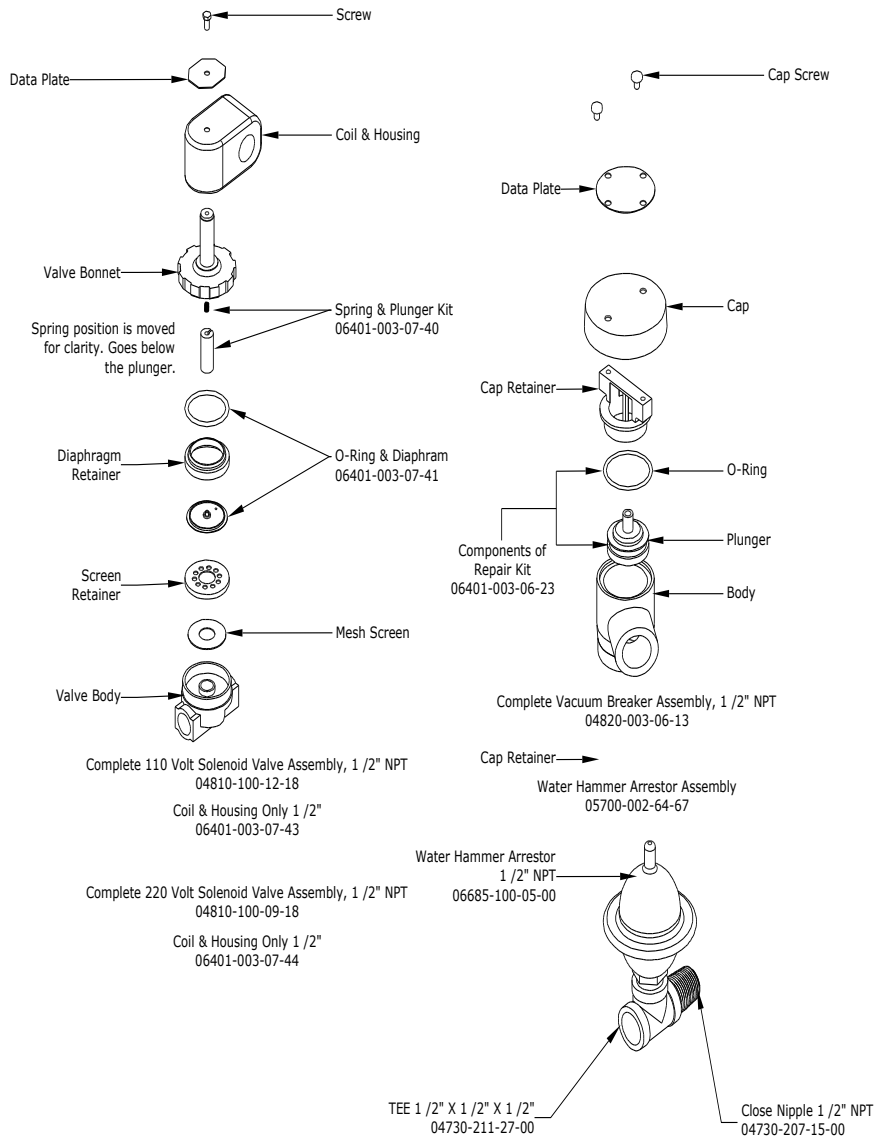 Screw
Data Plate
Coil & Housing
Valve Bonnet
Spring & Plunger Kit
06401-003-07-40
Spring position is moved
for clarity. Goes below
the plunger.
Diaphragm
Retainer
O-Ring & Diaphram
06401-003-07-41
Screen
Retainer
Mesh Screen
Valve Body
Complete 110 Volt Solenoid Valve Assembly, 1 /2" NPT
04810-100-12-18
Coil & Housing Only 1 /2"
06401-003-07-43
Complete 220 Volt Solenoid Valve Assembly, 1 /2" NPT
04810-100-09-18
Coil & Housing Only 1 /2"
06401-003-07-44
Cap Screw
Data Plate
Cap
Cap Retainer
O-Ring
Plunger
Components of
Repair Kit
06401-003-06-23
Body
Complete Vacuum Breaker Assembly, 1 /2" NPT
04820-003-06-13
Cap Retainer
Water Hammer Arrestor Assembly
05700-002-64-67
Water Hammer Arrestor
1 /2" NPT
06685-100-05-00
TEE 1 /2" X 1 /2" X 1 /2"
04730-211-27-00
Close Nipple 1 /2" NPT
04730-207-15-00